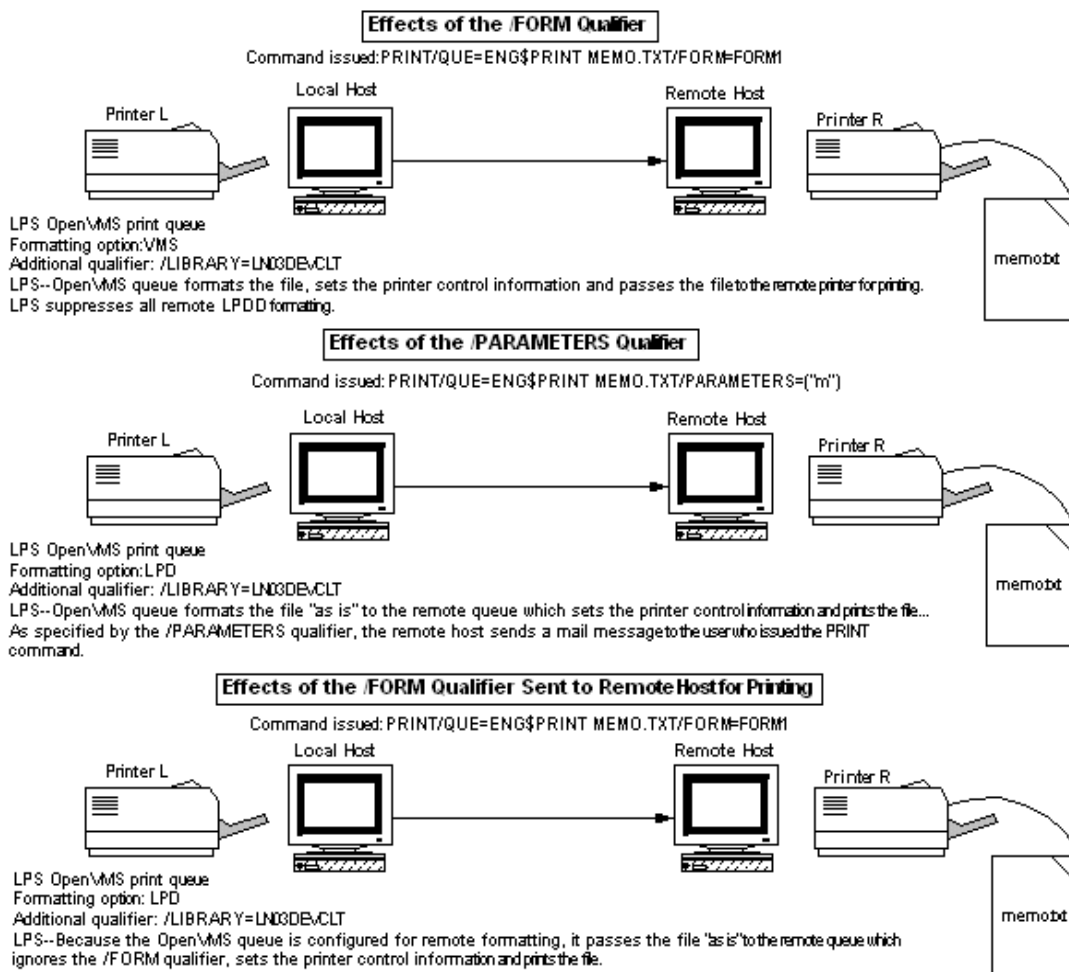 Effects of the /FORM Qualifier
Command issued:PRINT/QUE=ENG$PRINT MEMO.TXT/FORM=FORM1
Local Host
Remote Host
Printer L
Printer R
memo.txt
LPS OpenVMS print queue
Formatting option:VMS
Additional qualifier: /LIBRARY=LN03DEVCLT
LPS--OpenVMS queue formats the file, sets the printer control information and passes the file to the remote printer for printing.
LPS suppresses all remote LPDD formatting.
Effects of the /PARAMETERS Qualifier
Command issued: PRINT/QUE=ENG$PRINT MEMO.TXT/PARAMETERS=("m")
Local Host
Remote Host
Printer L
Printer R
memo.txt
LPS OpenVMS print queue
Formatting option:LPD
Additional qualifier: /LIBRARY=LN03DEVCLT
LPS--OpenVMS queue formats the file "as is" to the remote queue which sets the printer control information and prints the file...
As specified by the /PARAMETERS qualifier, the remote host sends a mail message to the user who issued the PRINT
command.
Effects of the /FORM Qualifier Sent to Remote Host for Printing
Command issued: PRINT/QUE=ENG$PRINT MEMO.TXT/FORM=FORM1
Local Host
Remote Host
Printer L
Printer R
memo.txt
LPS OpenVMS print queue
Formatting option: LPD
Additional qualifier: /LIBRARY=LN03DEVCLT
LPS--Because the OpenVMS queue is configured for remote formatting, it passes the file "as is" to the remote queue which
ignores the /FORM qualifier, sets the printer control information and prints the file.